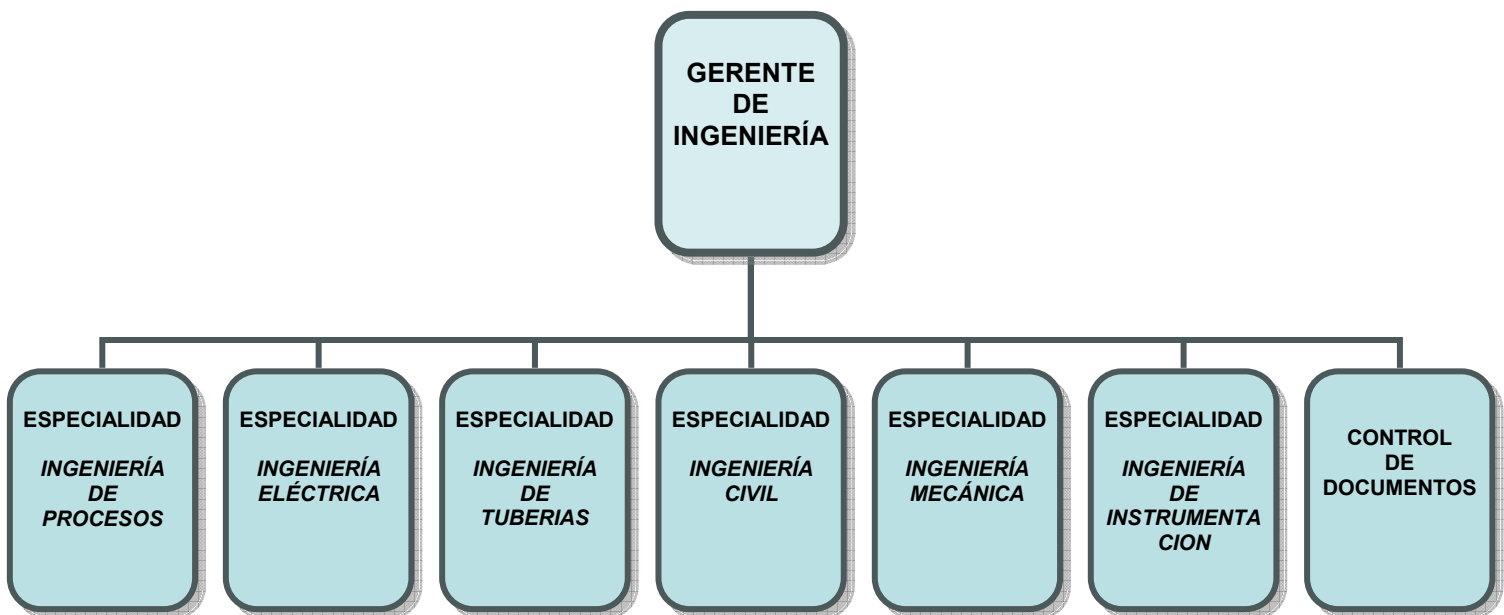 GERENTE
DE
INGENIERÍA
ESPECIALIDAD
INGENIERÍA
DE
PROCESOS
ESPECIALIDAD
INGENIERÍA
ELÉCTRICA
ESPECIALIDAD
INGENIERÍA
DE
TUBERIAS
ESPECIALIDAD
INGENIERÍA
CIVIL
ESPECIALIDAD
INGENIERÍA
MECÁNICA
ESPECIALIDAD
INGENIERÍA
DE
INSTRUMENTA
CION
CONTROL
DE
DOCUMENTOS